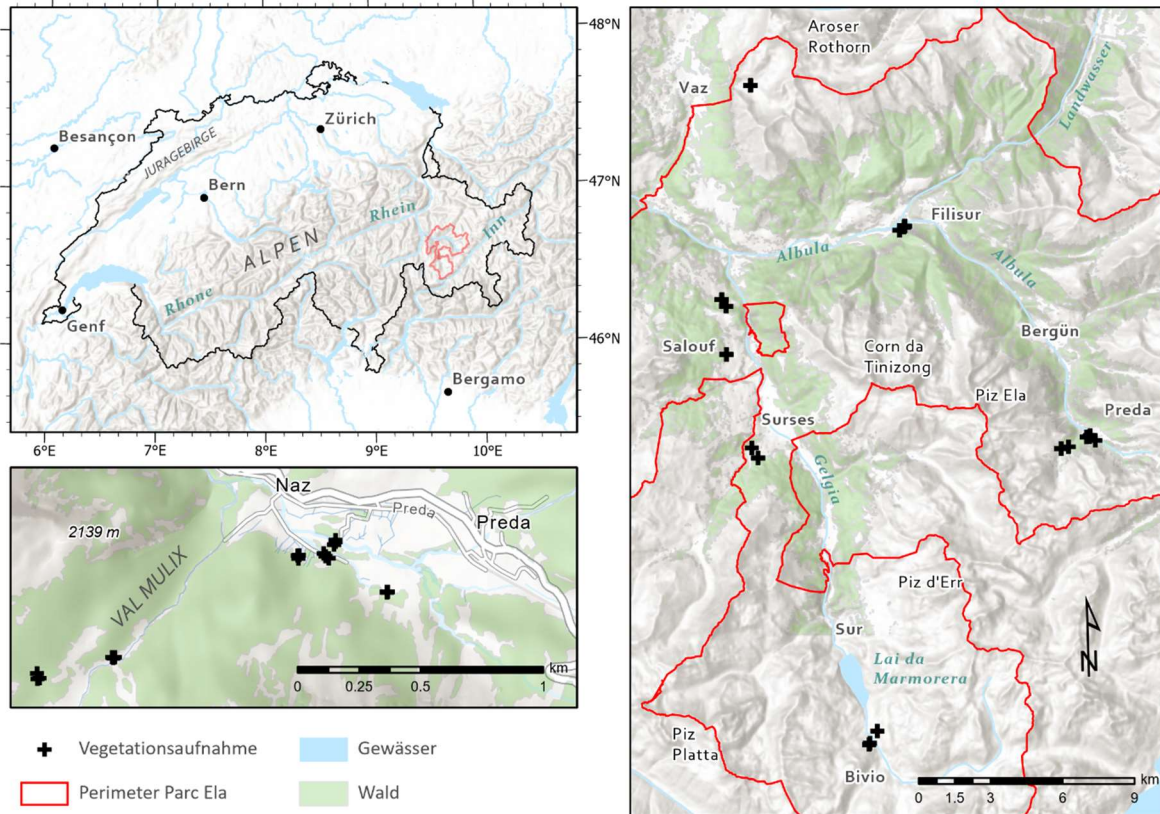 48°N
47°N
46°N
Besançon
Zürich
JURAGEBIRGE
Bern
Rhein
Inn
ALPEN
Rhone
Genf
Bergamo
6°E
7°E
8°E
9°E
10°E
Naz
Preda
Preda
2139 m
VAL MULIX
km
0
0.25
0.5
1
Vegetationsaufnahme
Gewässer
Perimeter Parc Ela
Wald
Aroser
Rothorn
Landwasser
Vaz
Filisur
Albula
Albula
Bergün
Salouf
Corn da
Tinizong
Piz Ela
Preda
Surses
Gelgia
Piz d'Err
Sur
Lai da
Marmorera
N
Piz
Platta
Bivio
km
0
1.5
3
6
9